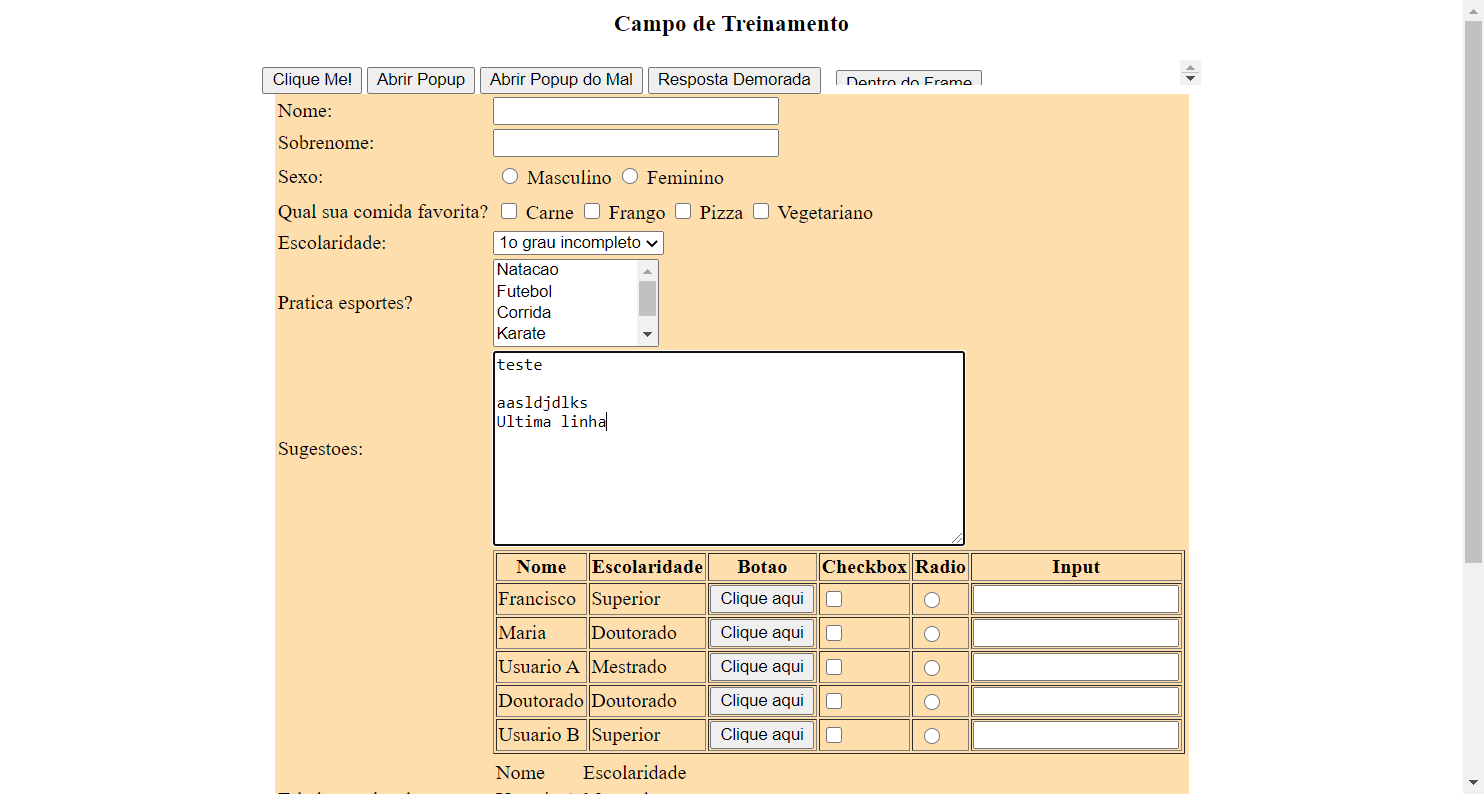 Campo de Treinamento
Clique Me! Abrir Popup Abrir Popup do Mal Resposta Demorada Dentro do Frame
Nome:
Sobrenome:
Sexo: Masculino Feminino
Qual sua comida favorita? Carne Frango Pizza Vegetariano
Escolaridade: 1o grau incompleto
Pratica esportes?
Natacao
Futebol
Corrida
Karate
Sugestoes:
teste
aasldjdlks
Ultima linha
Nome Escolaridade Botao Checkbox Radio Input
Francisco Superior Clique aqui
Maria Doutorado Clique aqui
Usuario A Mestrado Clique aqui
Doutorado Doutorado Clique aqui
Usuario B Superior Clique aqui
Nome Escolaridade